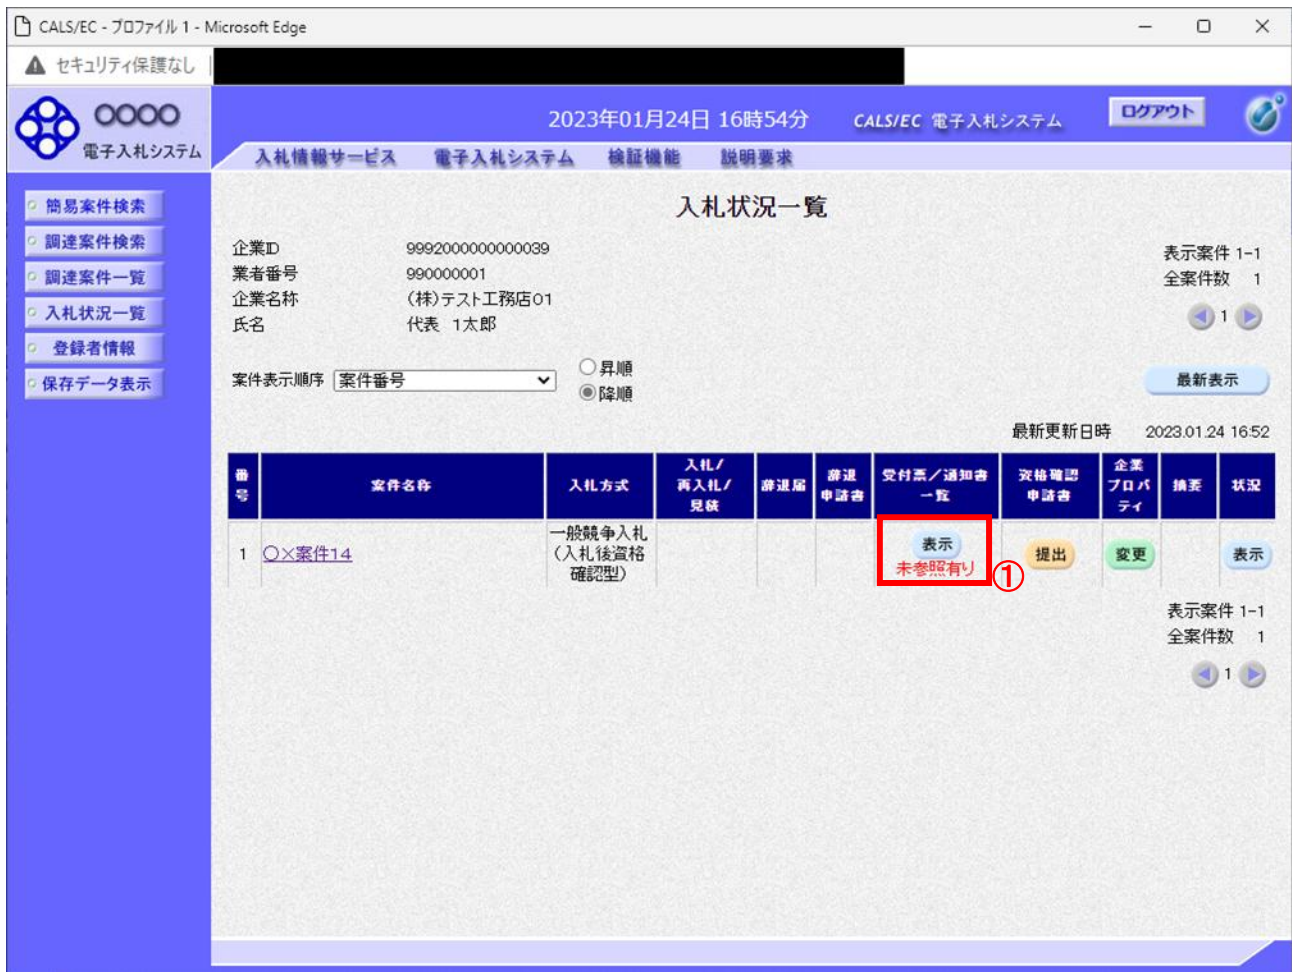 CALS/EC - プロファイル 1 - Microsoft Edge
セキュリティ保護なし
〇〇〇〇
電子入札システム
2023年01月24日 16時54分
CALS/EC 電子入札システム
ログアウト
入札情報サービス 電子入札システム 検証機能 説明要求
簡易案件検索
調達案件検索
調達案件一覧
入札状況一覧
登録者情報
保存データ表示
入札状況一覧
企業ID 9992000000000039
業者番号 990000001
企業名称 (株)テスト工務店01
氏名 代表 1太郎
表示案件 1-1
全案件数 1
1
案件表示順序 案件番号
昇順
降順
最新表示
最新更新日時 2023.01.24 16:52
番号 案件名称 入札方式 入札/再入札/見積 辞退届 辞退申請書 受付票/通知書一覧 資格確認申請書 企業プロパティ 摘要 状況
1 〇×案件14
一般競争入札
(入札後資格
確認型)
表示
未参照有り
①
提出
変更
表示
表示案件 1-1
全案件数 1
1